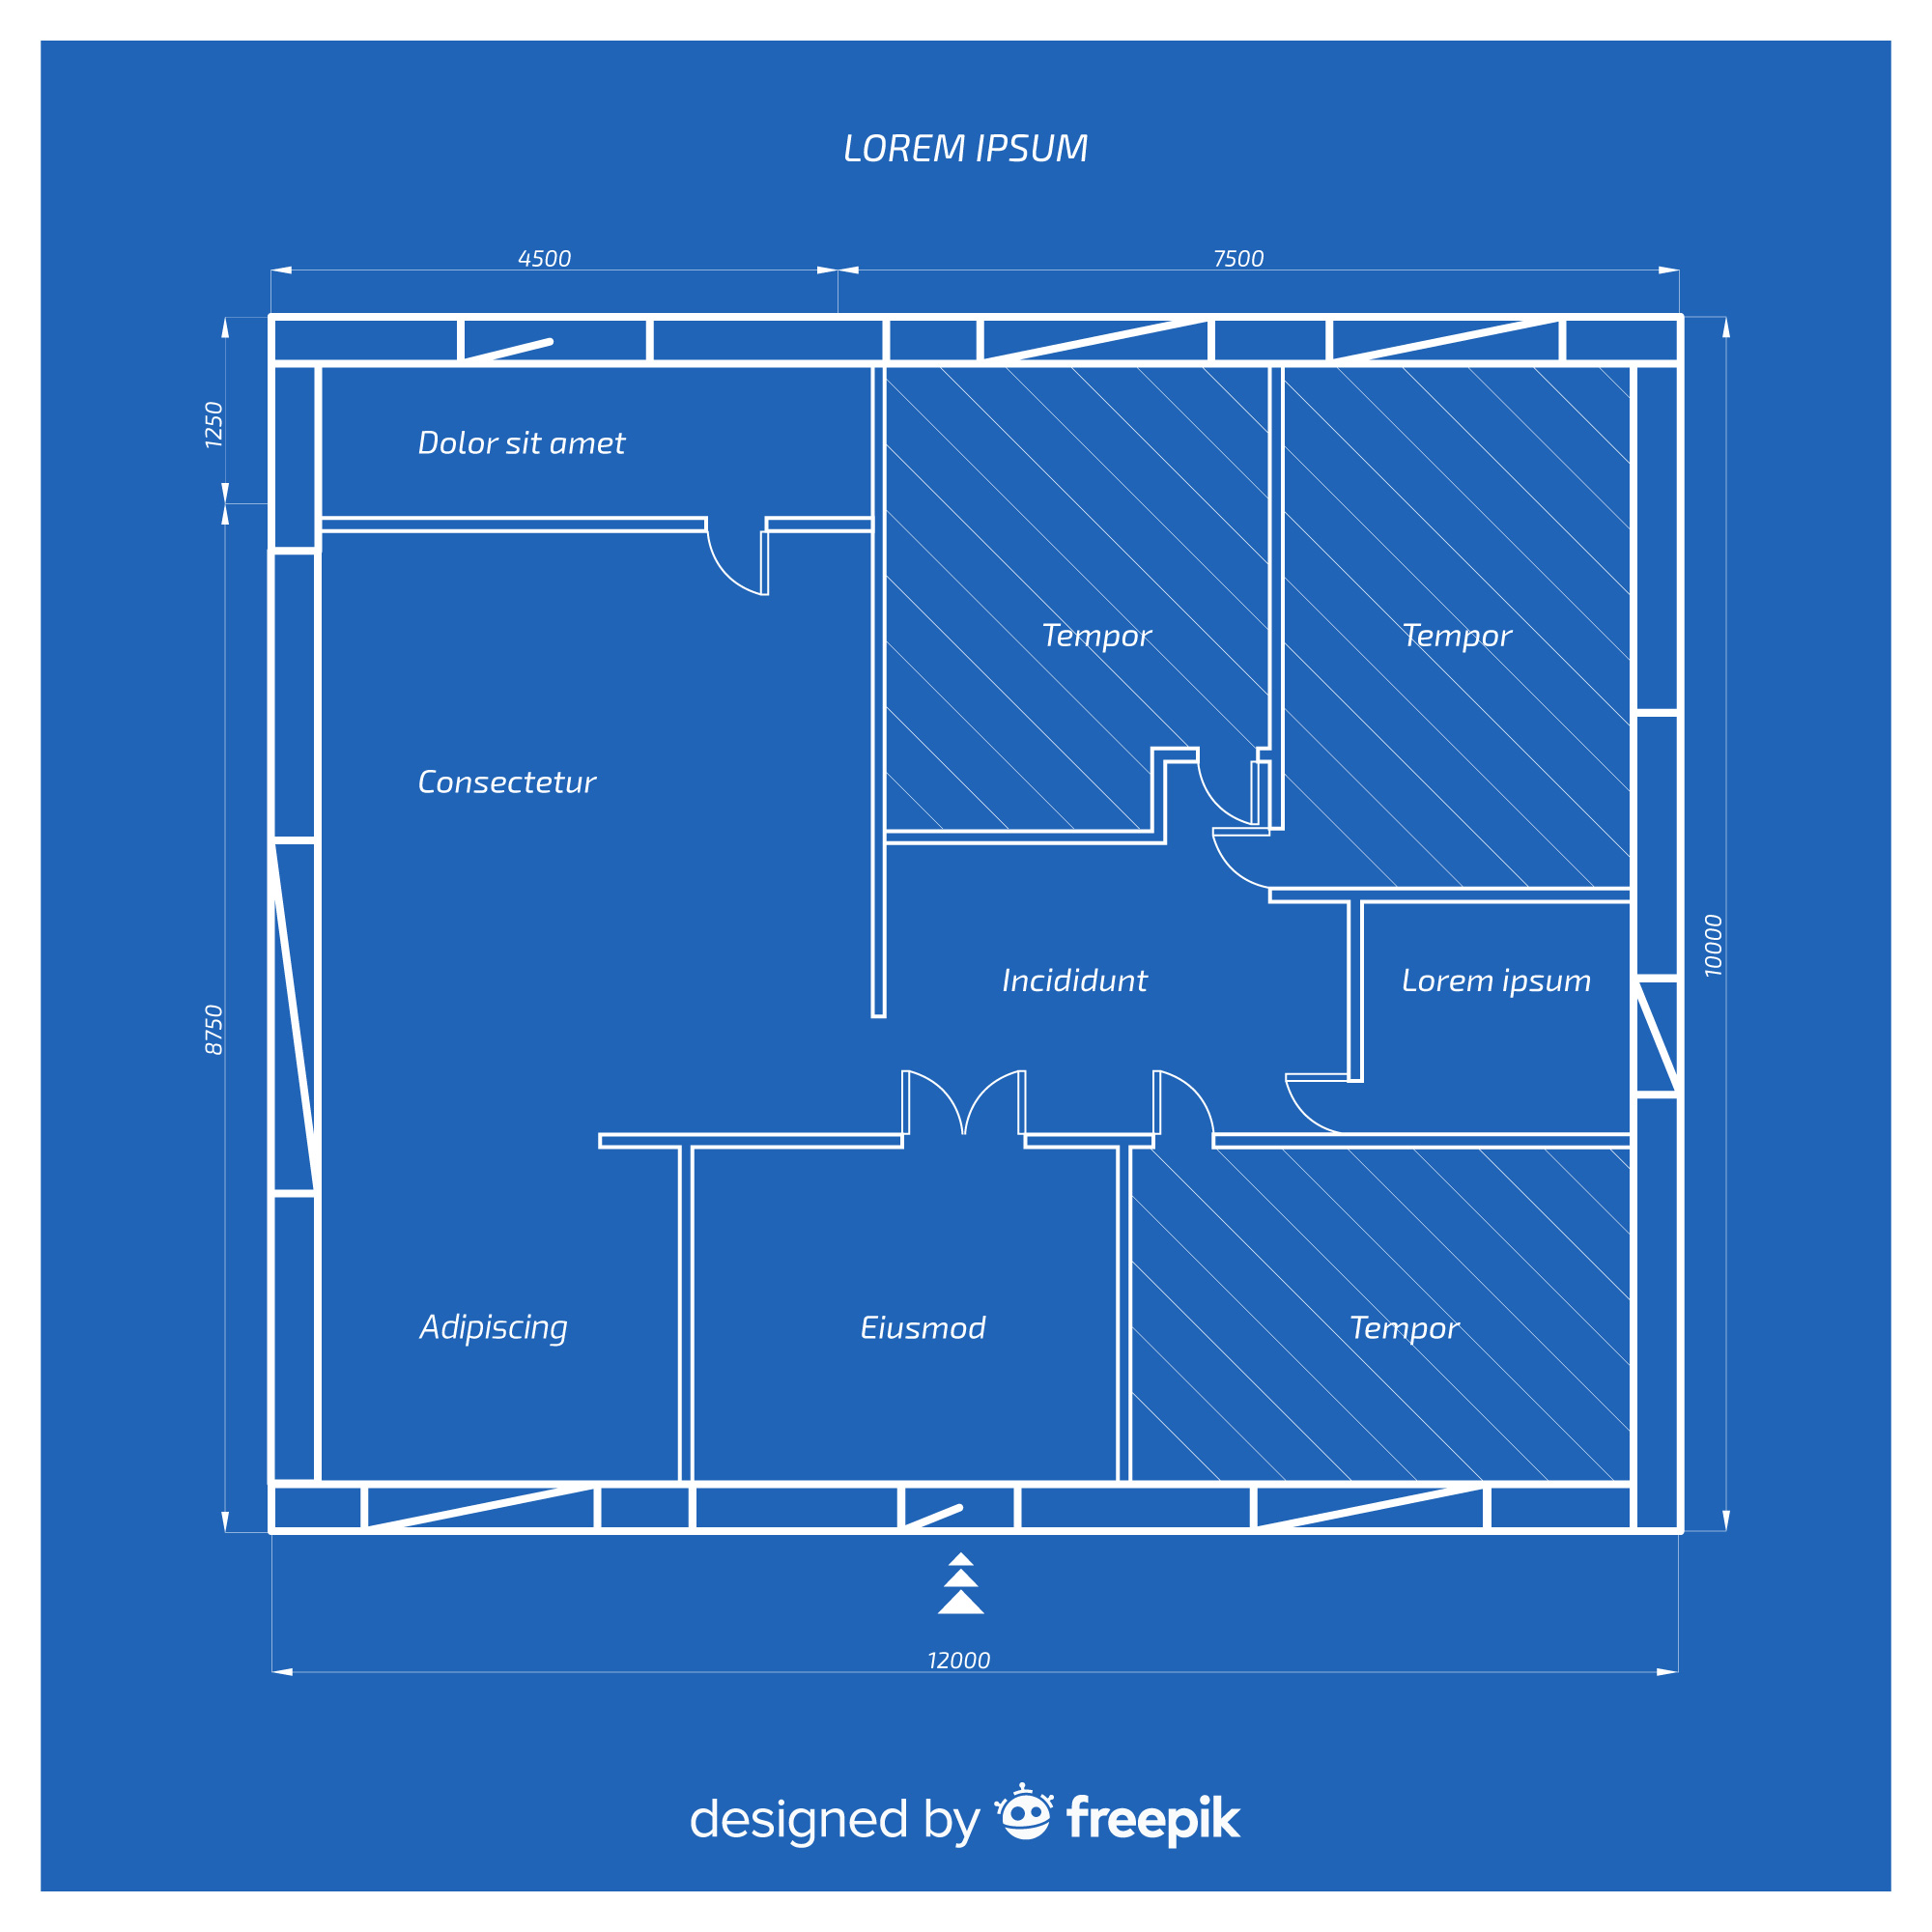 LOREM IPSUM
4500
7500
1250
Dolor sit amet
Tempor
Tempor
Consectetur
10000
Incididunt
Lorem ipsum
8750
Adipiscing
Eiusmod
Tempor
12000
designed by freepik